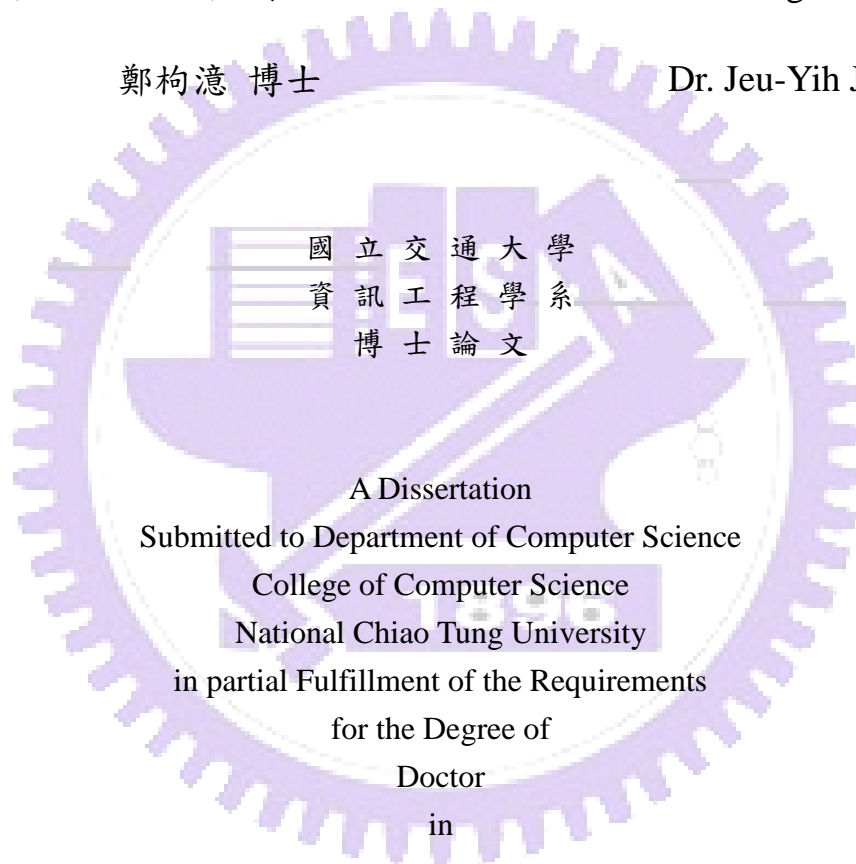 鄭枸澺 博士 Dr. Jeu-Yih J
國 立 交 通 大 學
資 訊 工 程 學 系
博 士 論 文
A Dissertation
Submitted to Department of Computer Science
College of Computer Science
National Chiao Tung University
1896
in partial Fulfillment of the Requirements
for the Degree of
Doctor
in